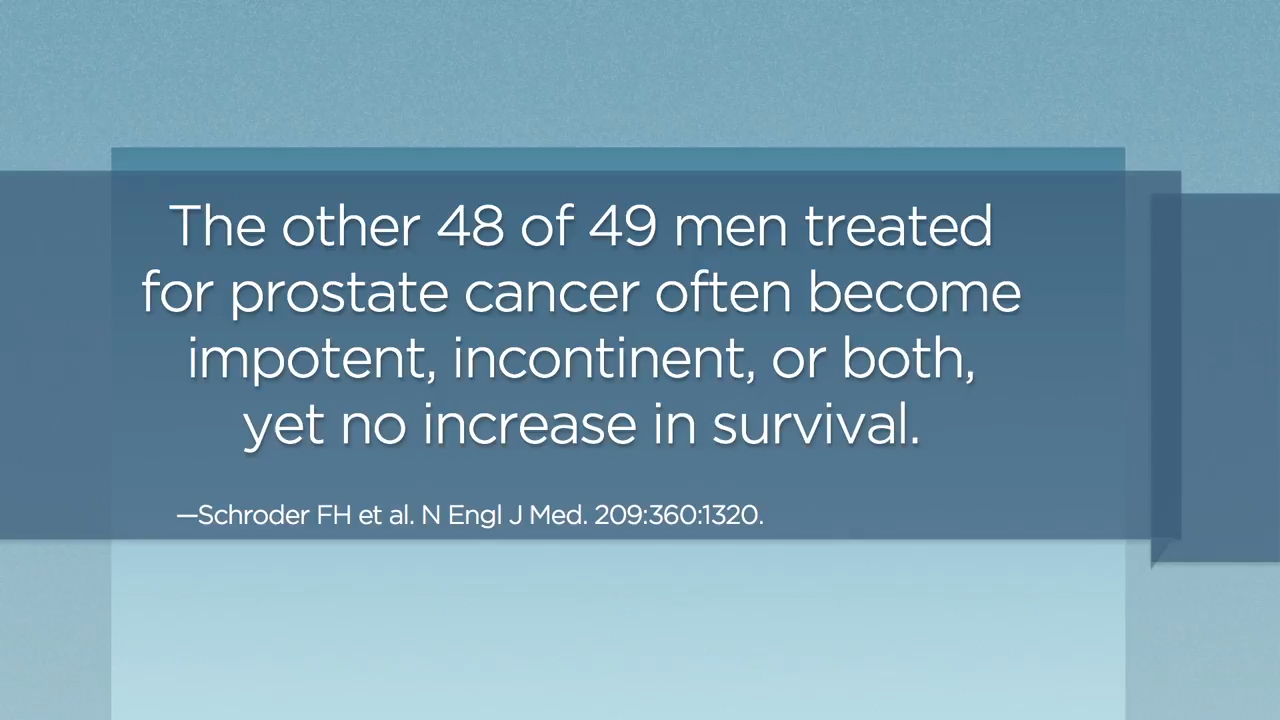 The other 48 of 49 men treated
for prostate cancer often become
impotent, incontinent, or both,
yet no increase in survival.
—Schroder FH et al. N Engl J Med. 209:360:1320.